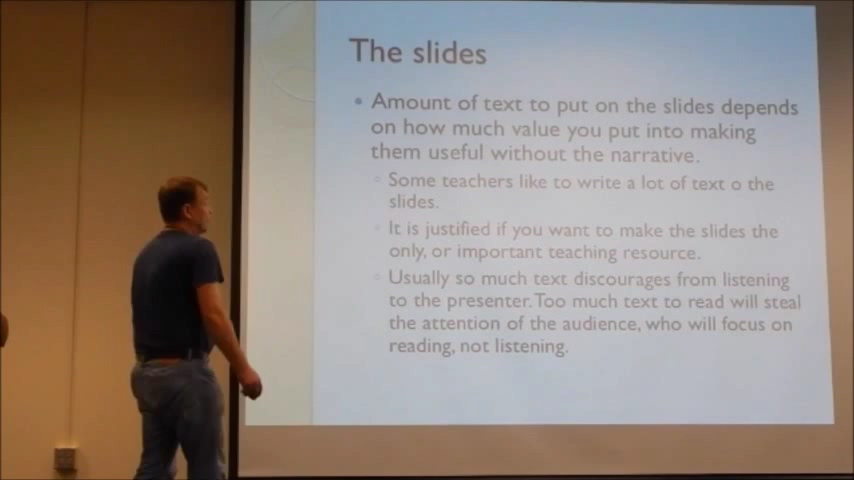 The slides
Amount of text to put on the slides depends
on how much value you put into making
them useful without the narrative.
Some teachers like to write a lot of text o the
slides.
It is justified if you want to make the slides the
only, or important teaching resource.
Usually so much text discourages from listening
to the presenter. Too much text to read will steal
the attention of the audience, who will focus on
reading, not listening.